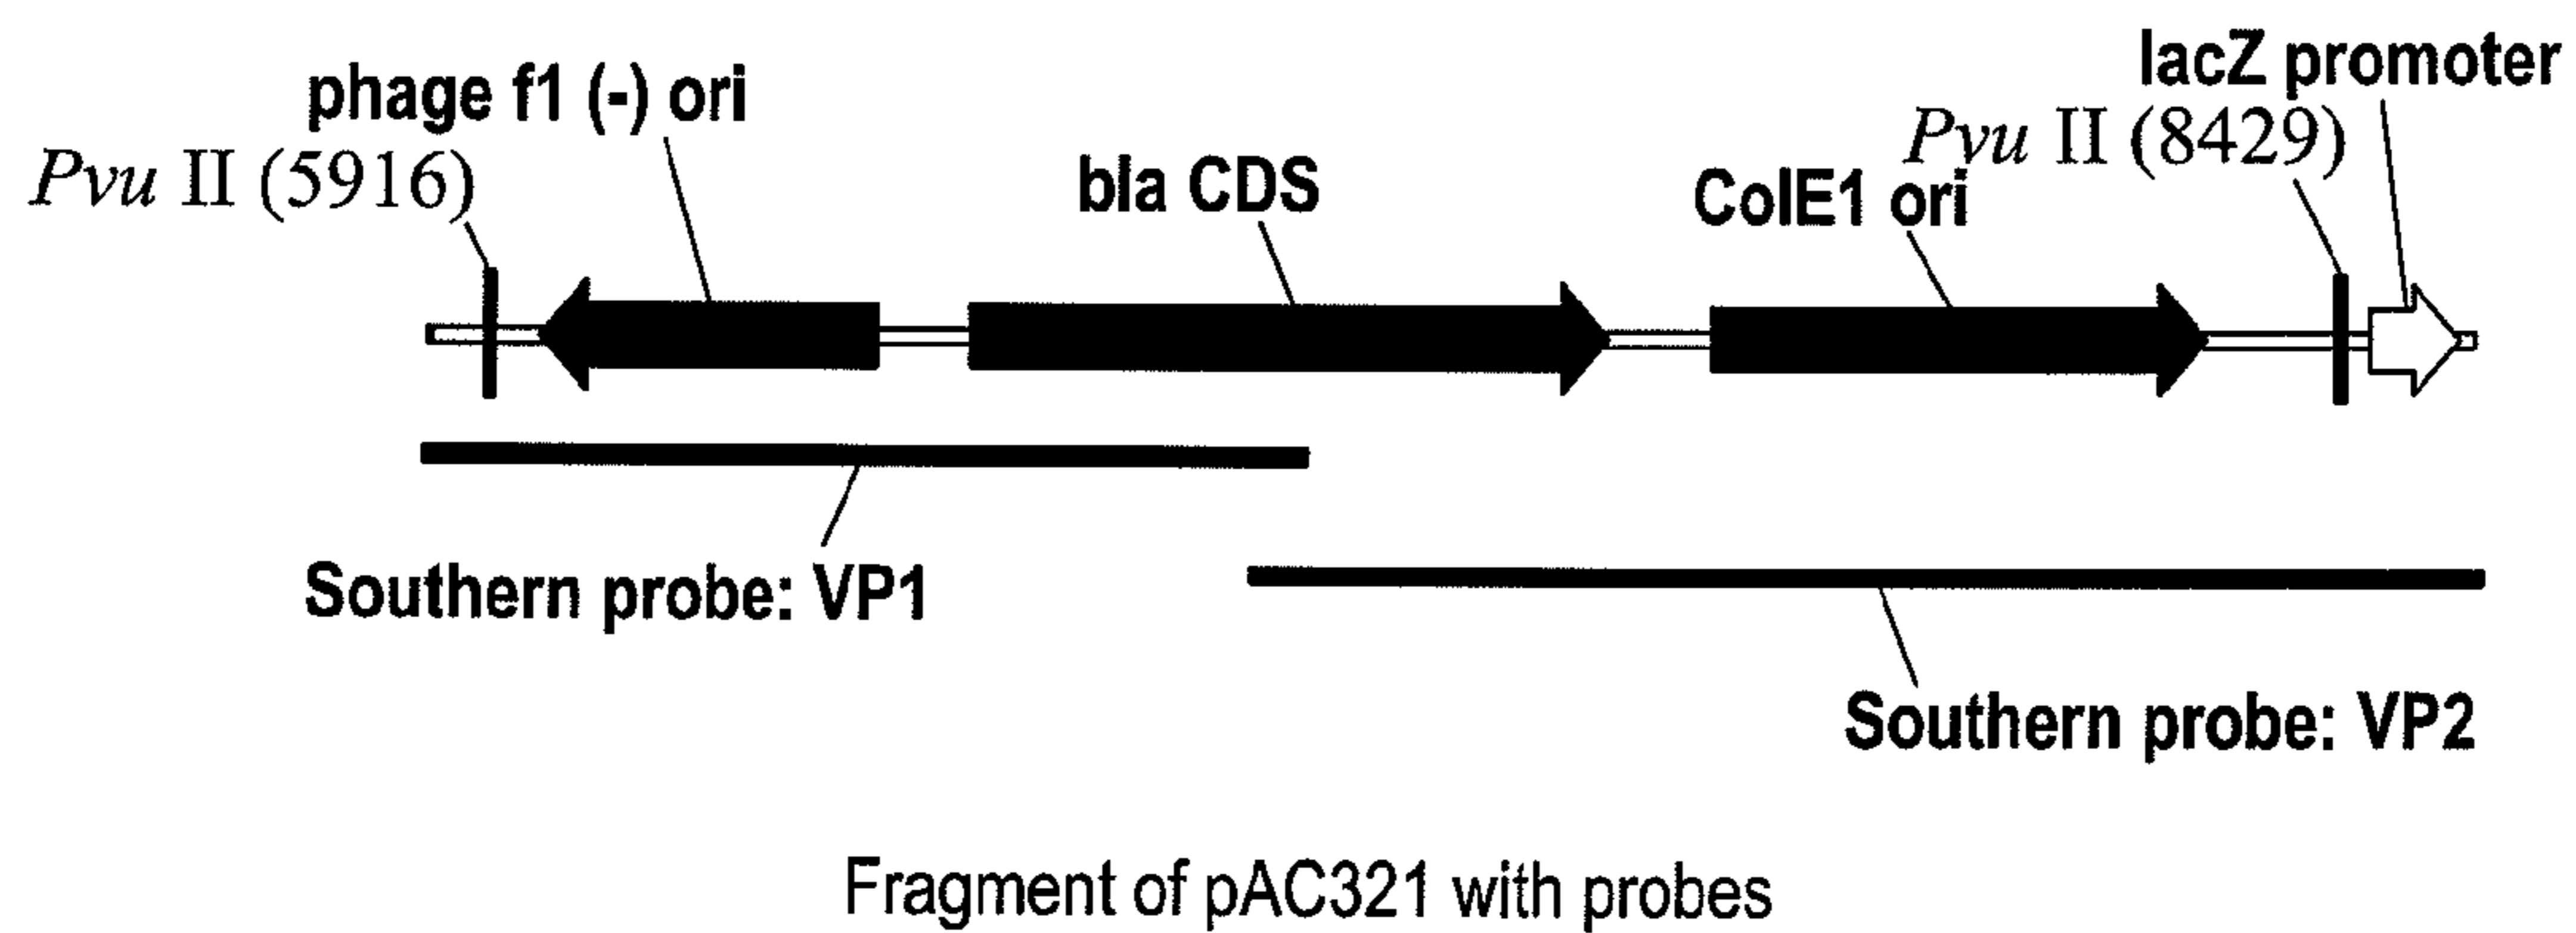 lacZ promoter
phage f1 (-) ori
Pvu II (8429)
Pvu II (5916)
bla CDS
ColE1 ori
Southern probe: VP1
Southern probe: VP2
Fragment of pAC321 with probes